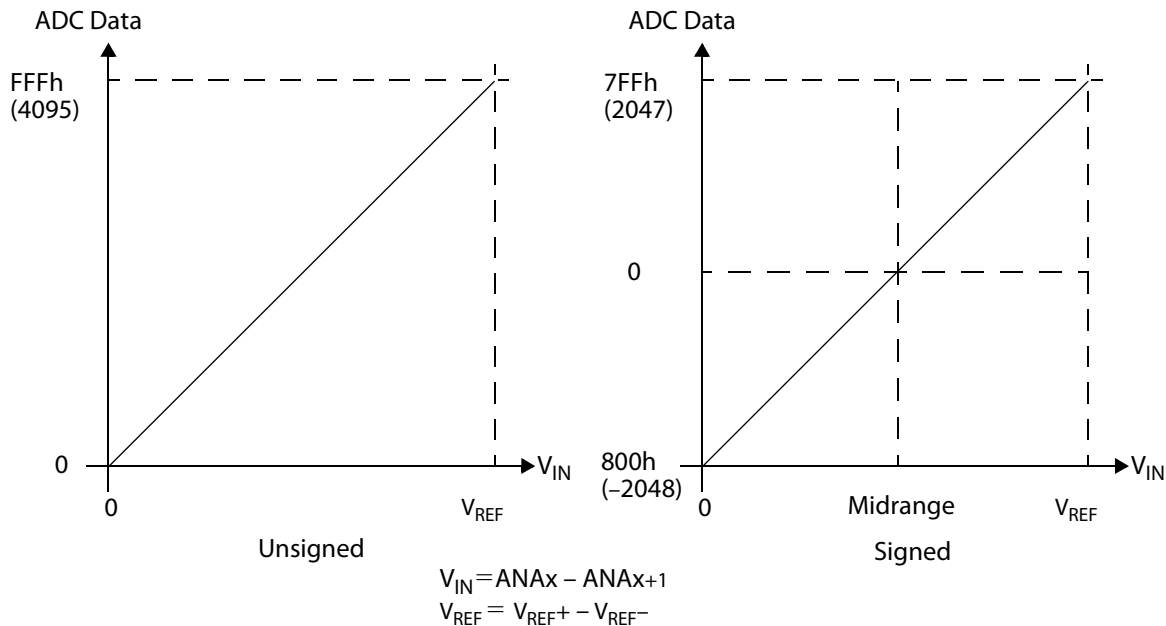 ADC Data
FFFh
(4095)
0
0
V_REF
V_IN
Unsigned
ADC Data
7FFh
(2047)
0
800h
(–2048)
0
Midrange
V_REF
V_IN
Signed
V_IN = ANAx – ANAx+1
V_REF = V_REF+ – V_REF–